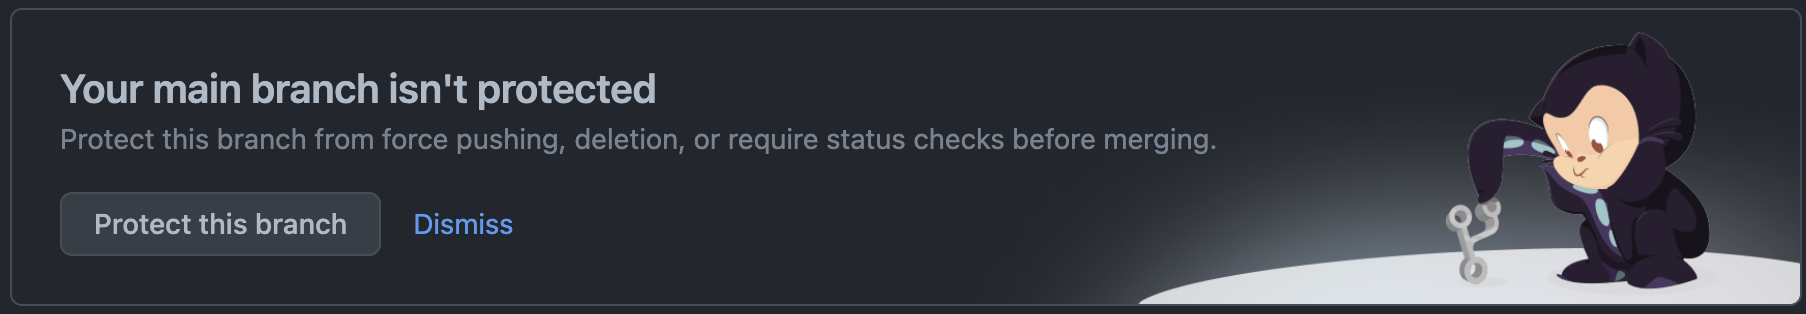 Your main branch isn't protected
Protect this branch from force pushing, deletion, or require status checks before merging.
Protect this branch
Dismiss